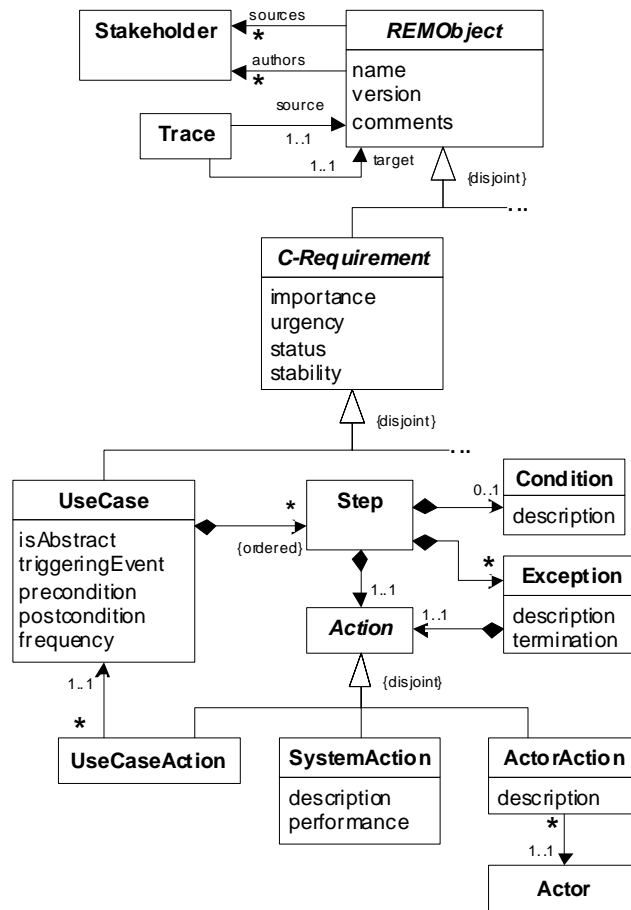 sources
Stakeholder
*
REMObject
authors
*
name
version
comments
source
Trace
1..1
1..1
target
{disjoint}
...
C-Requirement
importance
urgency
status
stability
{disjoint}
...
UseCase
isAbstract
triggeringEvent
precondition
postcondition
frequency
*
{ordered}
Step
0..1
Condition
description
*
Exception
description
termination
1..1
1..1
Action
{disjoint}
1..1
*
UseCaseAction
SystemAction
description
performance
ActorAction
description
*
1..1
Actor